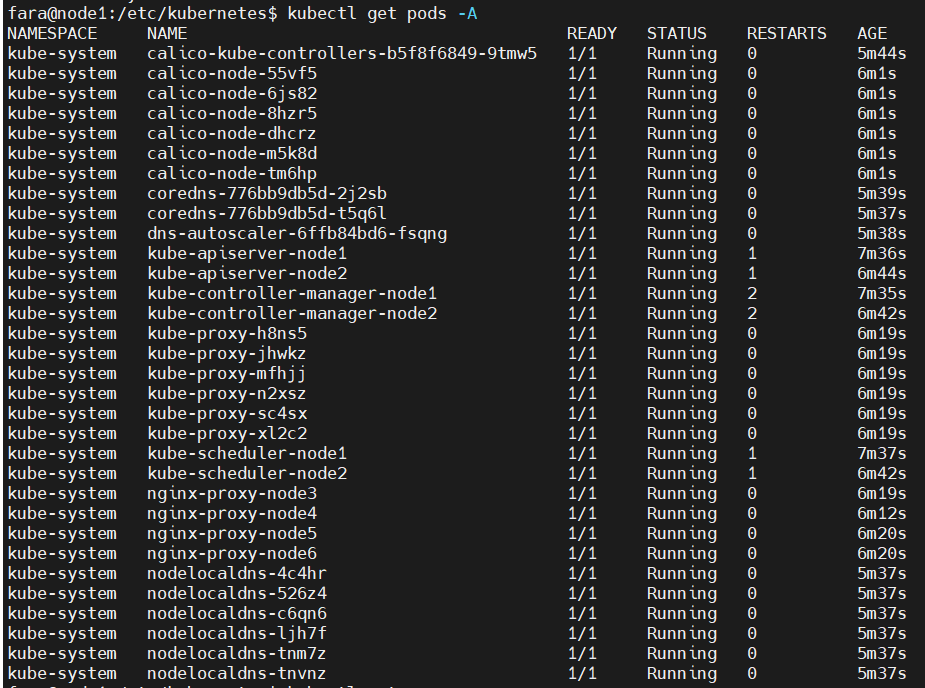 fara@node1:/etc/kubernetes$ kubectl get pods -A
NAMESPACE NAME READY STATUS RESTARTS AGE
kube-system calico-kube-controllers-b5f8f6849-9tmw5 1/1 Running 0 5m44s
kube-system calico-node-55vf5 1/1 Running 0 6m1s
kube-system calico-node-6js82 1/1 Running 0 6m1s
kube-system calico-node-8hzr5 1/1 Running 0 6m1s
kube-system calico-node-dhcrz 1/1 Running 0 6m1s
kube-system calico-node-m5k8d 1/1 Running 0 6m1s
kube-system calico-node-tm6hp 1/1 Running 0 6m1s
kube-system coredns-776bb9db5d-2j2sb 1/1 Running 0 5m39s
kube-system coredns-776bb9db5d-t5q6l 1/1 Running 0 5m37s
kube-system dns-autoscaler-6ffb84bd6-fsqng 1/1 Running 0 5m38s
kube-system kube-apiserver-node1 1/1 Running 1 7m36s
kube-system kube-apiserver-node2 1/1 Running 1 6m44s
kube-system kube-controller-manager-node1 1/1 Running 2 7m35s
kube-system kube-controller-manager-node2 1/1 Running 2 6m42s
kube-system kube-proxy-h8ns5 1/1 Running 0 6m19s
kube-system kube-proxy-jhwkz 1/1 Running 0 6m19s
kube-system kube-proxy-mfhjj 1/1 Running 0 6m19s
kube-system kube-proxy-n2xsz 1/1 Running 0 6m19s
kube-system kube-proxy-sc4sx 1/1 Running 0 6m19s
kube-system kube-proxy-xl2c2 1/1 Running 0 6m19s
kube-system kube-scheduler-node1 1/1 Running 1 7m37s
kube-system kube-scheduler-node2 1/1 Running 1 6m42s
kube-system nginx-proxy-node3 1/1 Running 0 6m19s
kube-system nginx-proxy-node4 1/1 Running 0 6m12s
kube-system nginx-proxy-node5 1/1 Running 0 6m20s
kube-system nginx-proxy-node6 1/1 Running 0 6m20s
kube-system nodelocaldns-4c4hr 1/1 Running 0 5m37s
kube-system nodelocaldns-526z4 1/1 Running 0 5m37s
kube-system nodelocaldns-c6qn6 1/1 Running 0 5m37s
kube-system nodelocaldns-ljh7f 1/1 Running 0 5m37s
kube-system nodelocaldns-tnm7z 1/1 Running 0 5m37s
kube-system nodelocaldns-tnvnz 1/1 Running 0 5m37s